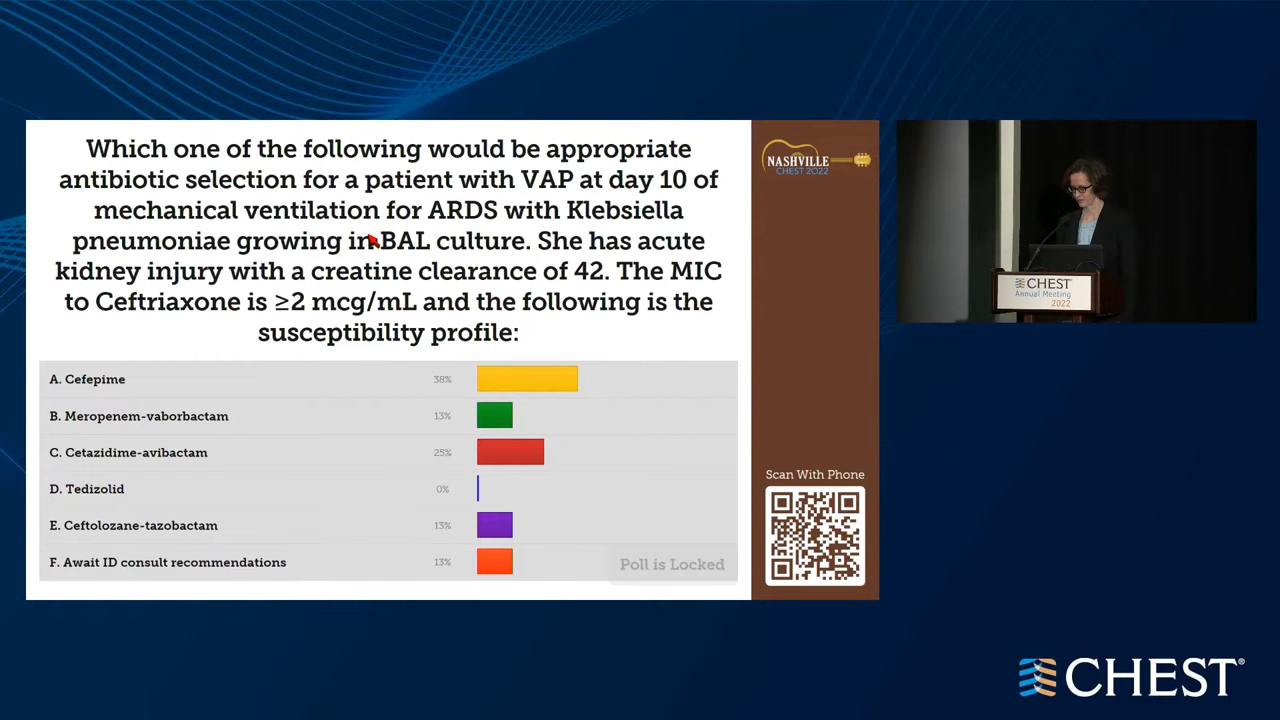 Which one of the following would be appropriate
antibiotic selection for a patient with VAP at day 10 of
mechanical ventilation for ARDS with Klebsiella
pneumoniae growing in BAL culture. She has acute
kidney injury with a creatine clearance of 42. The MIC
to Ceftriaxone is ≥2 mcg/mL and the following is the
susceptibility profile:
A. Cefepime 38%
B. Meropenem-vaborbactam 13%
C. Cetazidime-avibactam 25%
D. Tedizolid 0%
E. Ceftolozane-tazobactam 13%
F. Await ID consult recommendations 13%
Poll is Locked
NASHVILLE
CHEST 2022
Scan With Phone
CHEST
Annual Meeting
2022
CHEST®